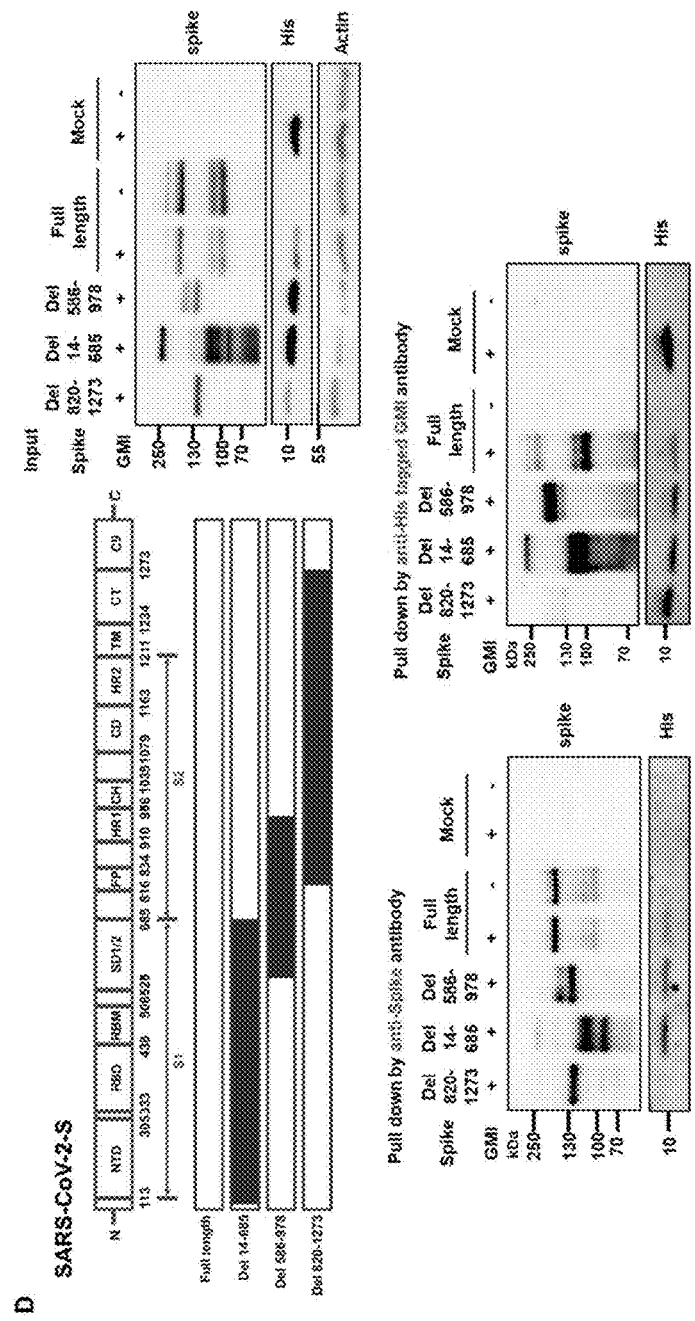 D
SARS-CoV-2-S
N NTD RBD RBM SD1/2 FP HR1 CH CD HR2 TM CT C9 C
113 305 333 438 506 528 685 816 834 910 986 1035 1079 1163 1211 1234 1273
S1 S2
Full length
Del 14-685
Del 586-978
Del 820-1273
Input
Spike Del 820-1273 Del 14-685 Del 586-978 Full length Mock
GMI + + + + - + -
250
130
100
70
spike
10
His
55
Actin
Pull down by anti-Spike antibody
Spike Del 820-1273 Del 14-685 Del 586-978 Full length Mock
GMI + + + + - + -
kDa
250
130
100
70
spike
10
His
Pull down by anti-His tagged GMI antibody
Spike Del 820-1273 Del 14-685 Del 586-978 Full length Mock
GMI + + + + - + -
kDa
250
130
100
70
spike
10
His